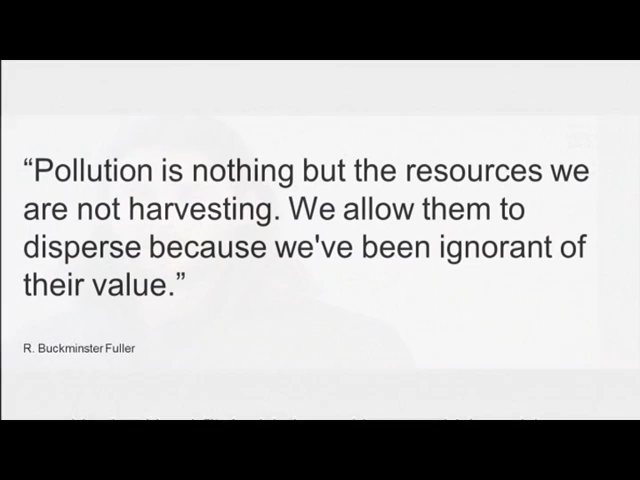 “Pollution is nothing but the resources we
are not harvesting. We allow them to
disperse because we've been ignorant of
their value.”
R. Buckminster Fuller